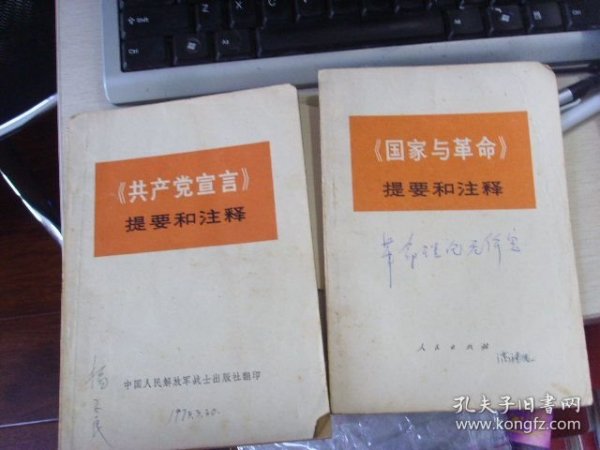 《共产党宣言》
提要和注释
中国人民解放军战士出版社翻印
《国家与革命》
提要和注释
革命
人民出版社
孔夫子旧书网
www.kongfz.com